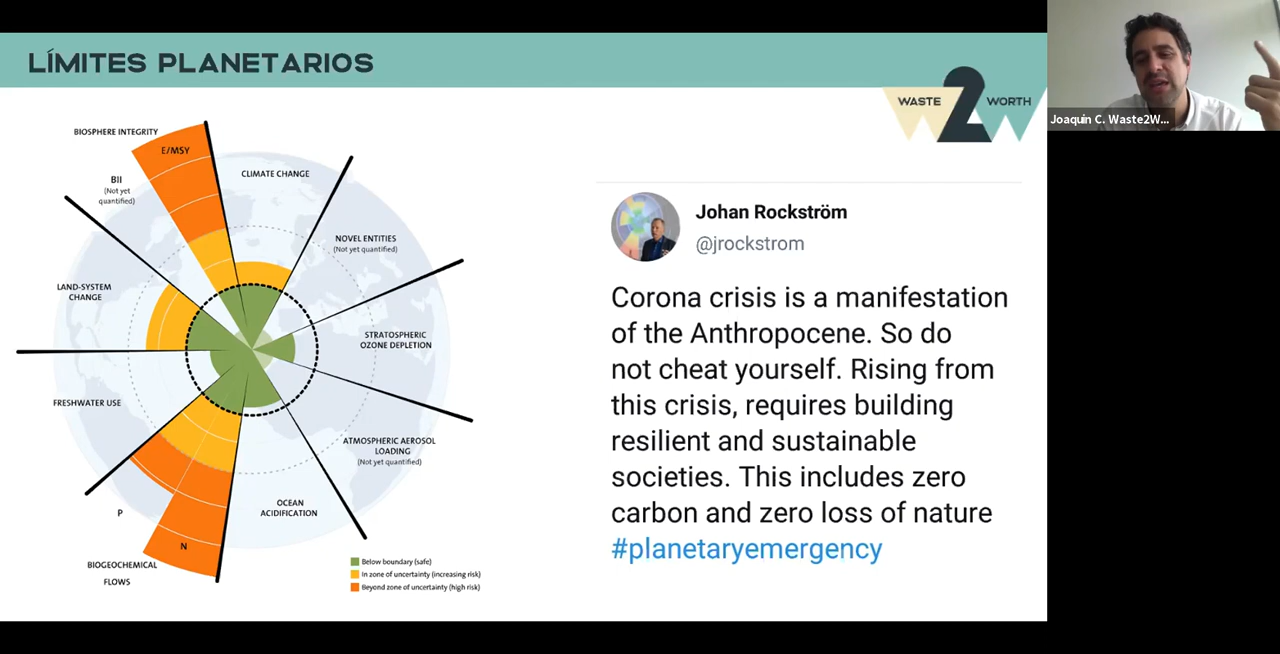 LÍMITES PLANETARIOS
WASTE 2 WORTH
Joaquin C. Waste2W...
BIOSPHERE INTEGRITY
E/MSY
BII
(Not yet
quantified)
CLIMATE CHANGE
NOVEL ENTITIES
(Not yet quantified)
LAND-SYSTEM
CHANGE
STRATOSPHERIC
OZONE DEPLETION
FRESHWATER USE
ATMOSPHERIC AEROSOL
LOADING
(Not yet quantified)
OCEAN
ACIDIFICATION
P
N
BIOGEOCHEMICAL
FLOWS
Below boundary (safe)
In zone of uncertainty (increasing risk)
Beyond zone of uncertainty (high risk)
Johan Rockström
@jrockstrom
Corona crisis is a manifestation
of the Anthropocene. So do
not cheat yourself. Rising from
this crisis, requires building
resilient and sustainable
societies. This includes zero
carbon and zero loss of nature
#planetaryemergency